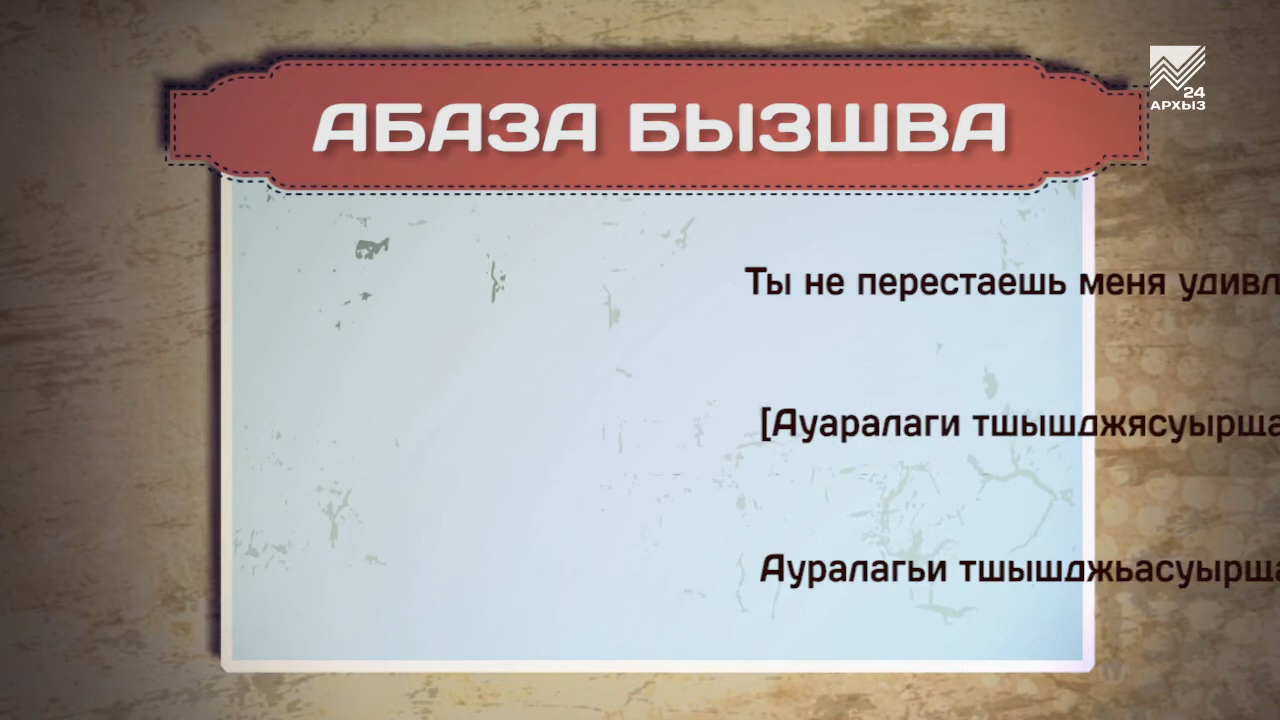 АБАЗА БЫЗШВА
24
АРХЫЗ
Ты не перестаешь меня
[Ауаралаги
Ауралагьи